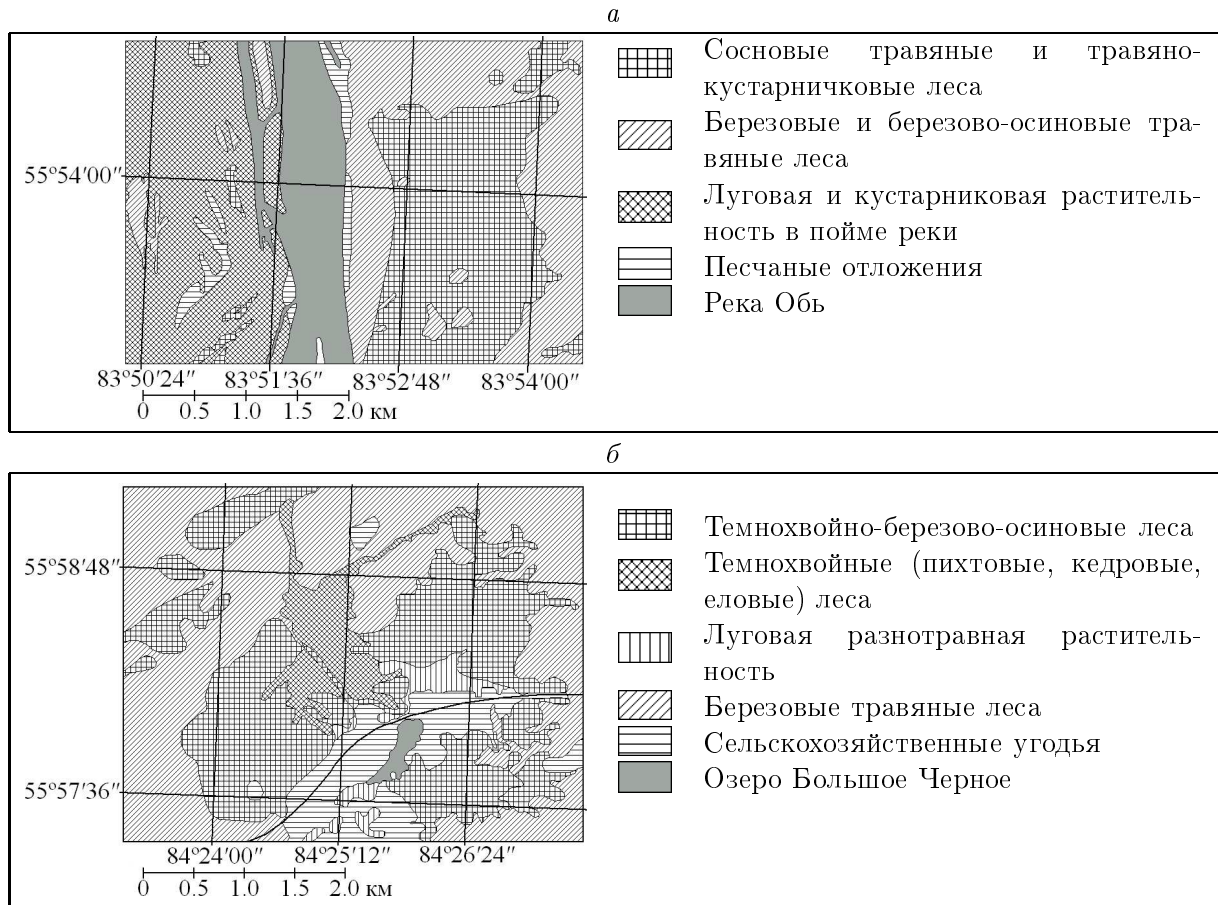 а
Сосновые травяные и травяно-
кустарничковые леса
Березовые и березово-осиновые тра-
вяные леса
Луговая и кустарниковая раститель-
ность в пойме реки
Песчаные отложения
Река Обь
55°54′00″
83°50′24″ 83°51′36″ 83°52′48″ 83°54′00″
0 0.5 1.0 1.5 2.0 км
б
Темнохвойно-березово-осиновые леса
Темнохвойные (пихтовые, кедровые,
еловые) леса
Луговая разнотравная раститель-
ность
Березовые травяные леса
Сельскохозяйственные угодья
Озеро Большое Черное
55°58′48″
55°57′36″
84°24′00″ 84°25′12″ 84°26′24″
0 0.5 1.0 1.5 2.0 км